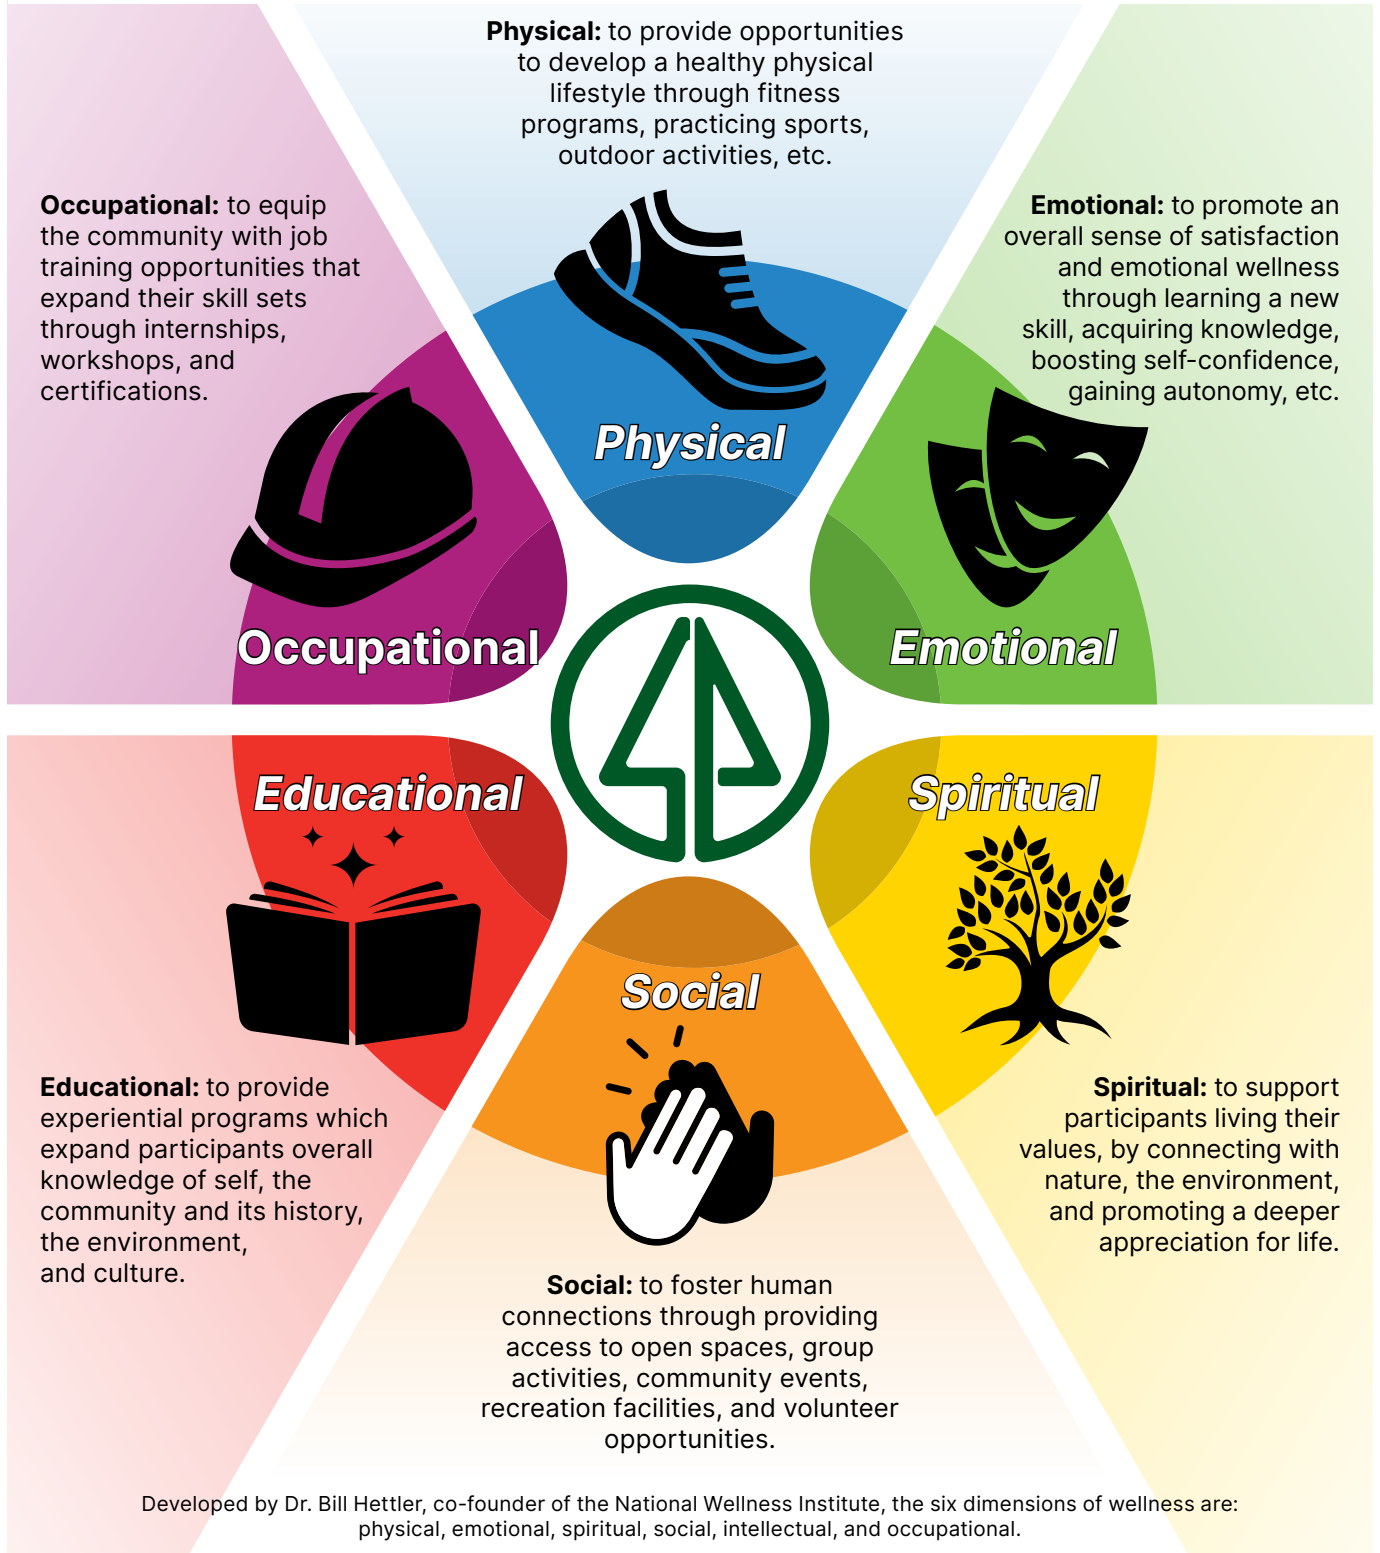 Physical: to provide opportunities
to develop a healthy physical
lifestyle through fitness
programs, practicing sports,
outdoor activities, etc.
Occupational: to equip
the community with job
training opportunities that
expand their skill sets
through internships,
workshops, and
certifications.
Emotional: to promote an
overall sense of satisfaction
and emotional wellness
through learning a new
skill, acquiring knowledge,
boosting self-confidence,
gaining autonomy, etc.
Physical
Occupational
Emotional
Educational
Spiritual
Social
Educational: to provide
experiential programs which
expand participants overall
knowledge of self, the
community and its history,
the environment,
and culture.
Spiritual: to support
participants living their
values, by connecting with
nature, the environment,
and promoting a deeper
appreciation for life.
Social: to foster human
connections through providing
access to open spaces, group
activities, community events,
recreation facilities, and volunteer
opportunities.
Developed by Dr. Bill Hettler, co-founder of the National Wellness Institute, the six dimensions of wellness are:
physical, emotional, spiritual, social, intellectual, and occupational.